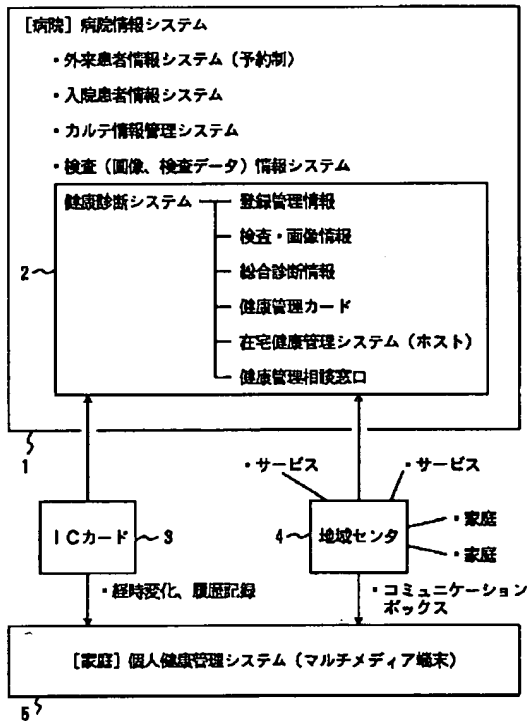 ［病院］病院情報システム
・外来患者情報システム（予約制）
・入院患者情報システム
・カルテ情報管理システム
・検査（画像、検査データ）情報システム
健康診断システム 登録管理情報
検査・画像情報
2 総合診断情報
健康管理カード
在宅健康管理システム（ホスト）
健康管理相談窓口
1
・サービス ・サービス
ICカード 3 4 地域センタ ・家庭
・家庭
・経時変化、履歴記録 ・コミュニケーション
ボックス
［家庭］個人健康管理システム（マルチメディア端末）
5